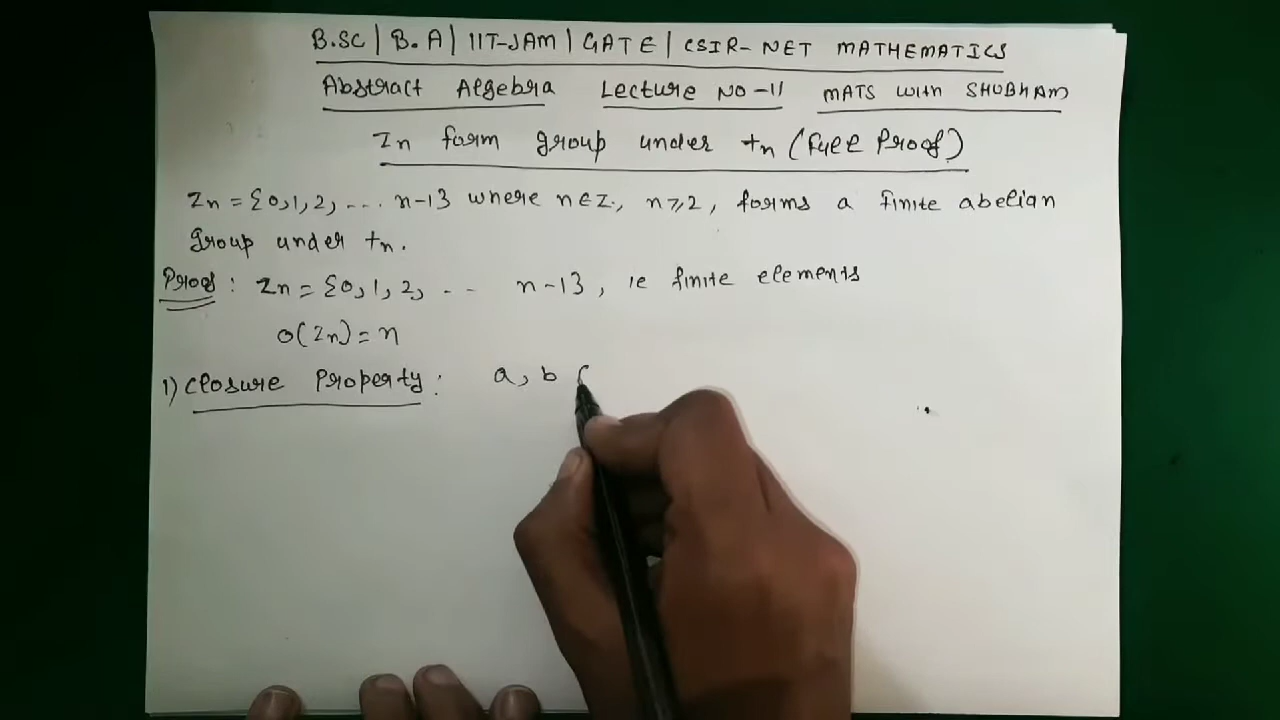 B.SC | B.A | IIT-JAM | GATE | CSIR-NET MATHEMATICS
Abstract Algebra Lecture NO-11 MATS with SHUBHAM
Zn form group under +n (Full Proof)
Zn = {0,1,2, ... n-1} where n∈Z, n≥2, forms a finite abelian
group under +n.
Proof : Zn = {0,1,2, .. n-1}, ie finite elements
O(Zn) = n
1) Closure Property : a, b